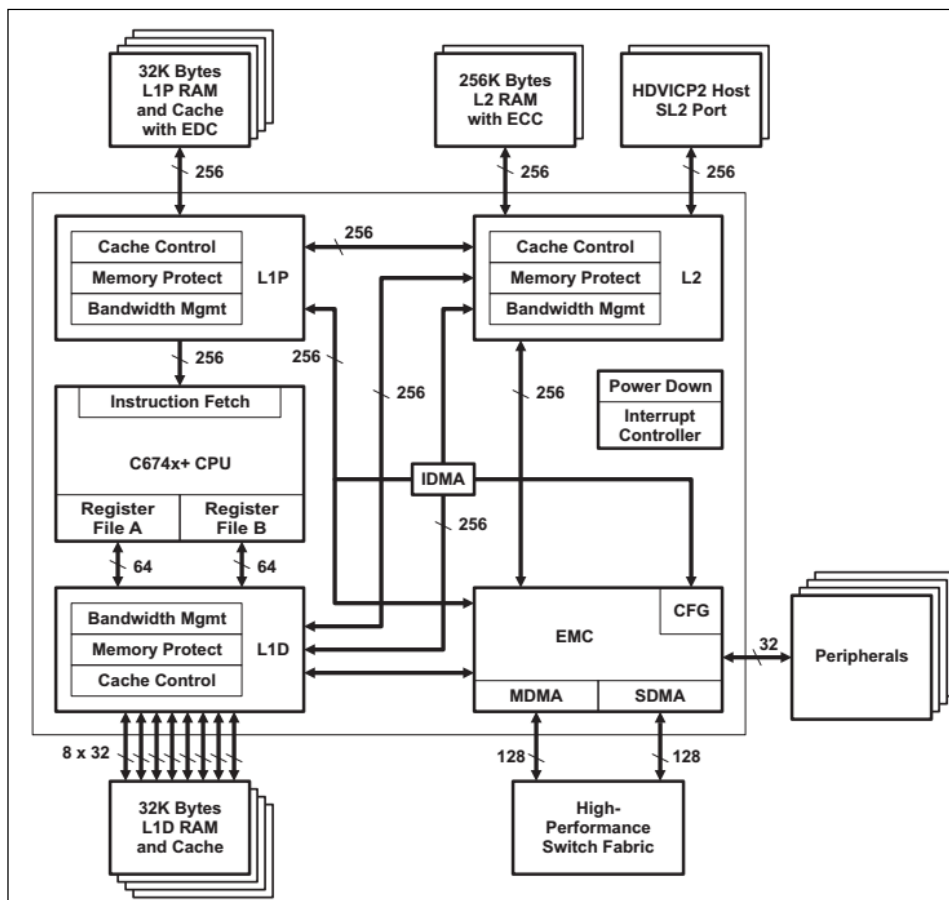 32K Bytes
L1P RAM
and Cache
with EDC
256K Bytes
L2 RAM
with ECC
HDVICP2 Host
SL2 Port
256
256
256
Cache Control
Memory Protect
Bandwidth Mgmt
L1P
256
Cache Control
Memory Protect
Bandwidth Mgmt
L2
256
256
256
256
Instruction Fetch
C674x+ CPU
Register
File A
Register
File B
Power Down
Interrupt
Controller
IDMA
256
64
64
Bandwidth Mgmt
Memory Protect
Cache Control
L1D
EMC
CFG
MDMA
SDMA
32
Peripherals
8 x 32
128
128
32K Bytes
L1D RAM
and Cache
High-
Performance
Switch Fabric